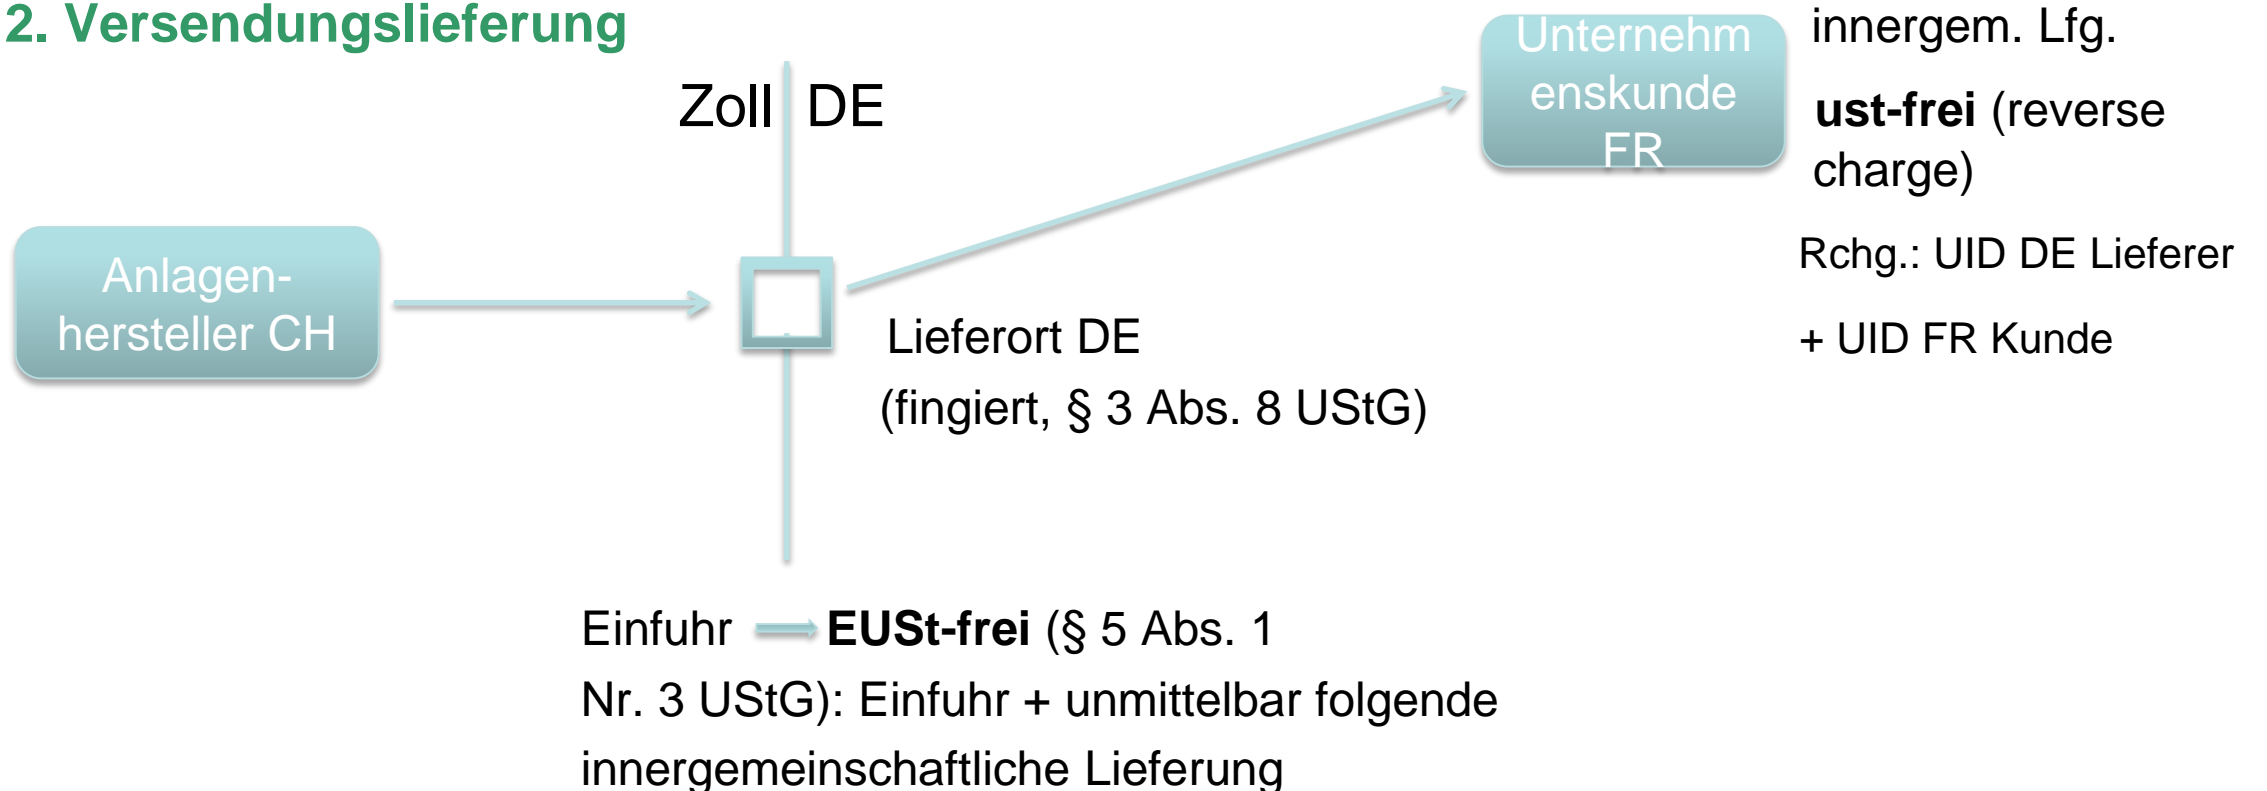 2. Versendungslieferung
Zoll DE
Anlagen-
hersteller CH
Unternehm
enskunde
FR
innergem. Lfg.
ust-frei (reverse
charge)
Rchg.: UID DE Lieferer
+ UID FR Kunde
Lieferort DE
(fingiert, § 3 Abs. 8 UStG)
Einfuhr EUSt-frei (§ 5 Abs. 1
Nr. 3 UStG): Einfuhr + unmittelbar folgende
innergemeinschaftliche Lieferung